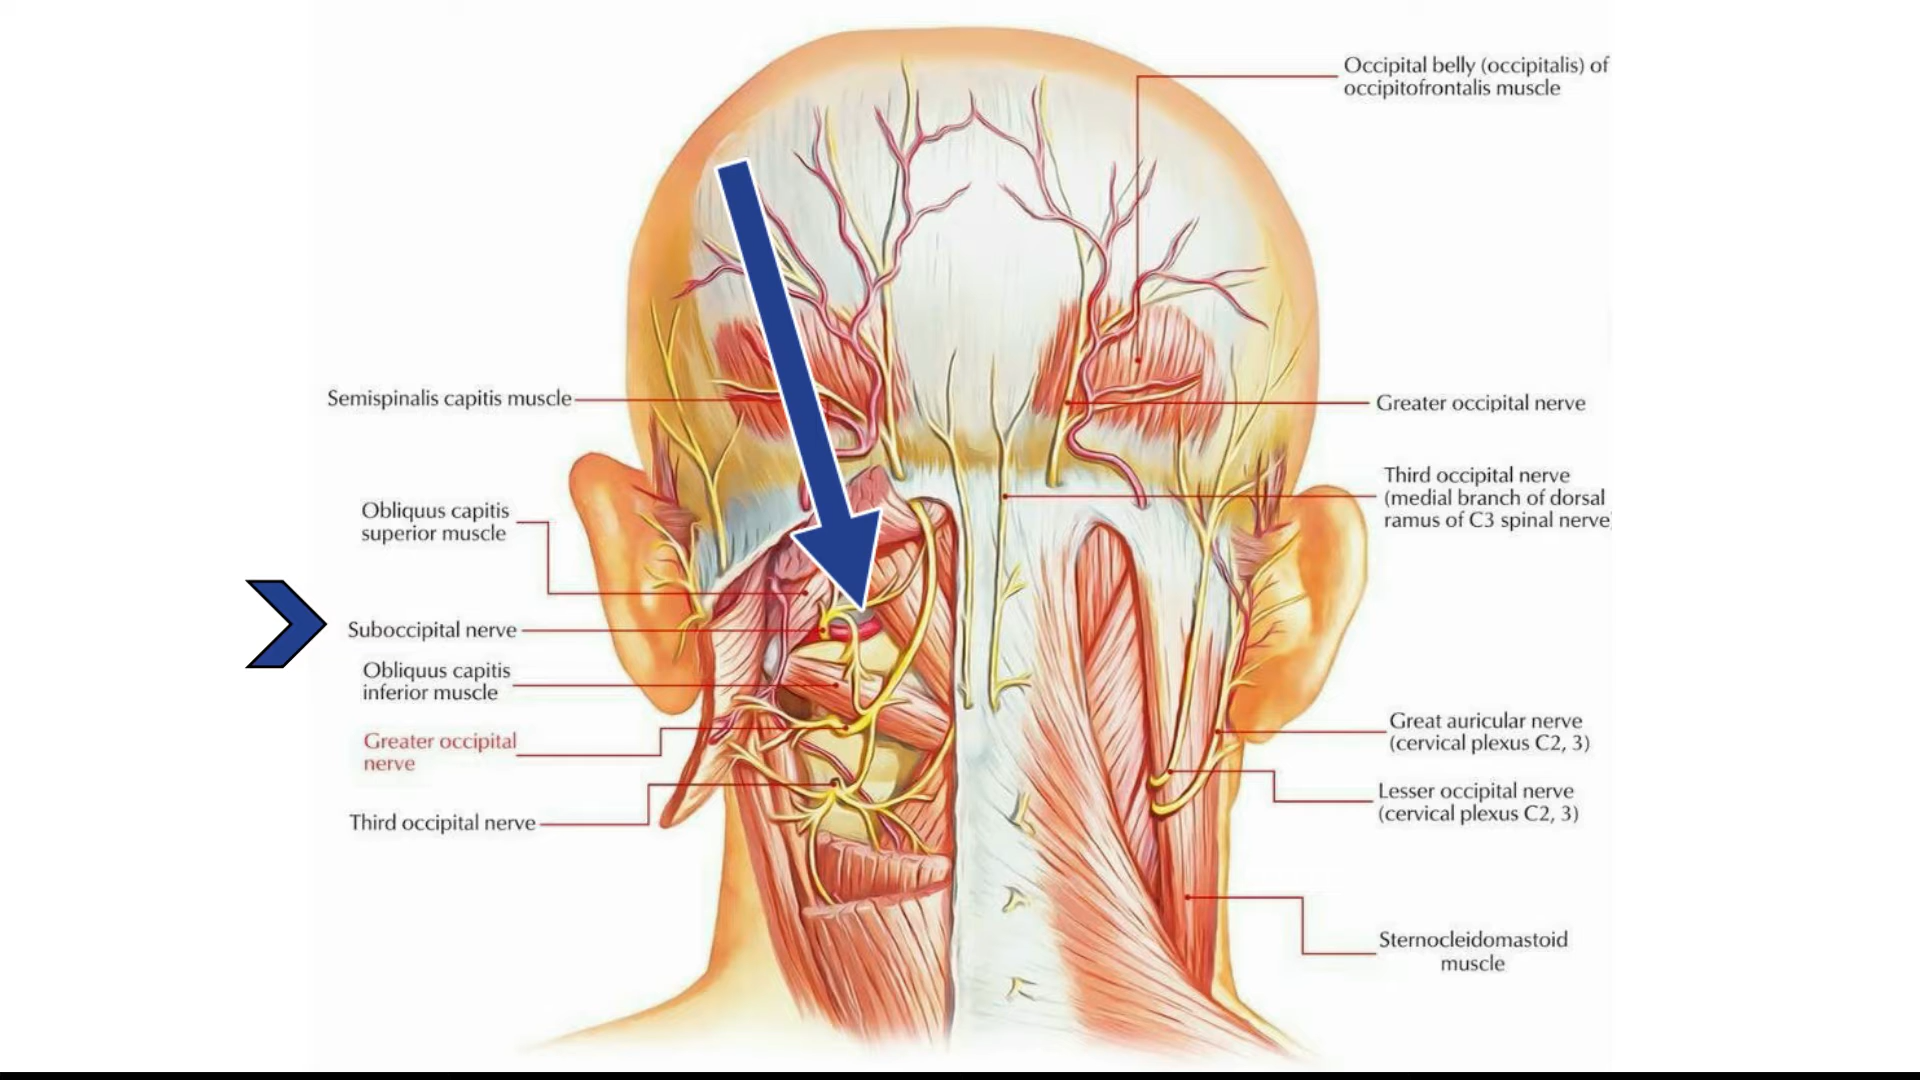 Occipital belly (occipitalis) of
occipitofrontalis muscle
Semispinalis capitis muscle
Greater occipital nerve
Third occipital nerve
(medial branch of dorsal
ramus of C3 spinal nerve
Obliquus capitis
superior muscle
Suboccipital nerve
Obliquus capitis
inferior muscle
Greater occipital
nerve
Great auricular nerve
(cervical plexus C2, 3)
Lesser occipital nerve
(cervical plexus C2, 3)
Third occipital nerve
Sternocleidomastoid
muscle